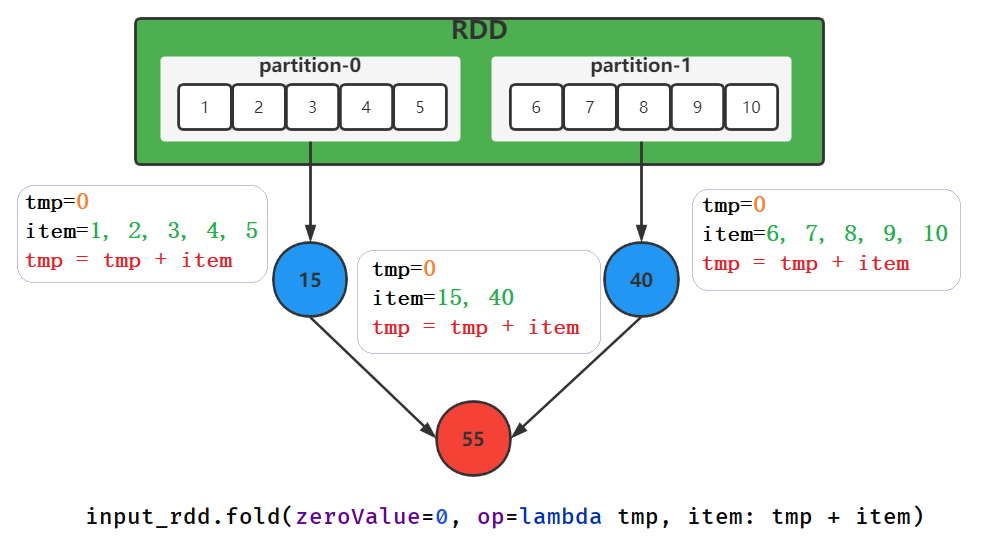 RDD
partition-0
partition-1
1 2 3 4 5
6 7 8 9 10
tmp=0
item=1, 2, 3, 4, 5
tmp = tmp + item
15
tmp=0
item=15, 40
tmp = tmp + item
40
tmp=0
item=6, 7, 8, 9, 10
tmp = tmp + item
55
input_rdd.fold(zeroValue=0, op=lambda tmp, item: tmp + item)